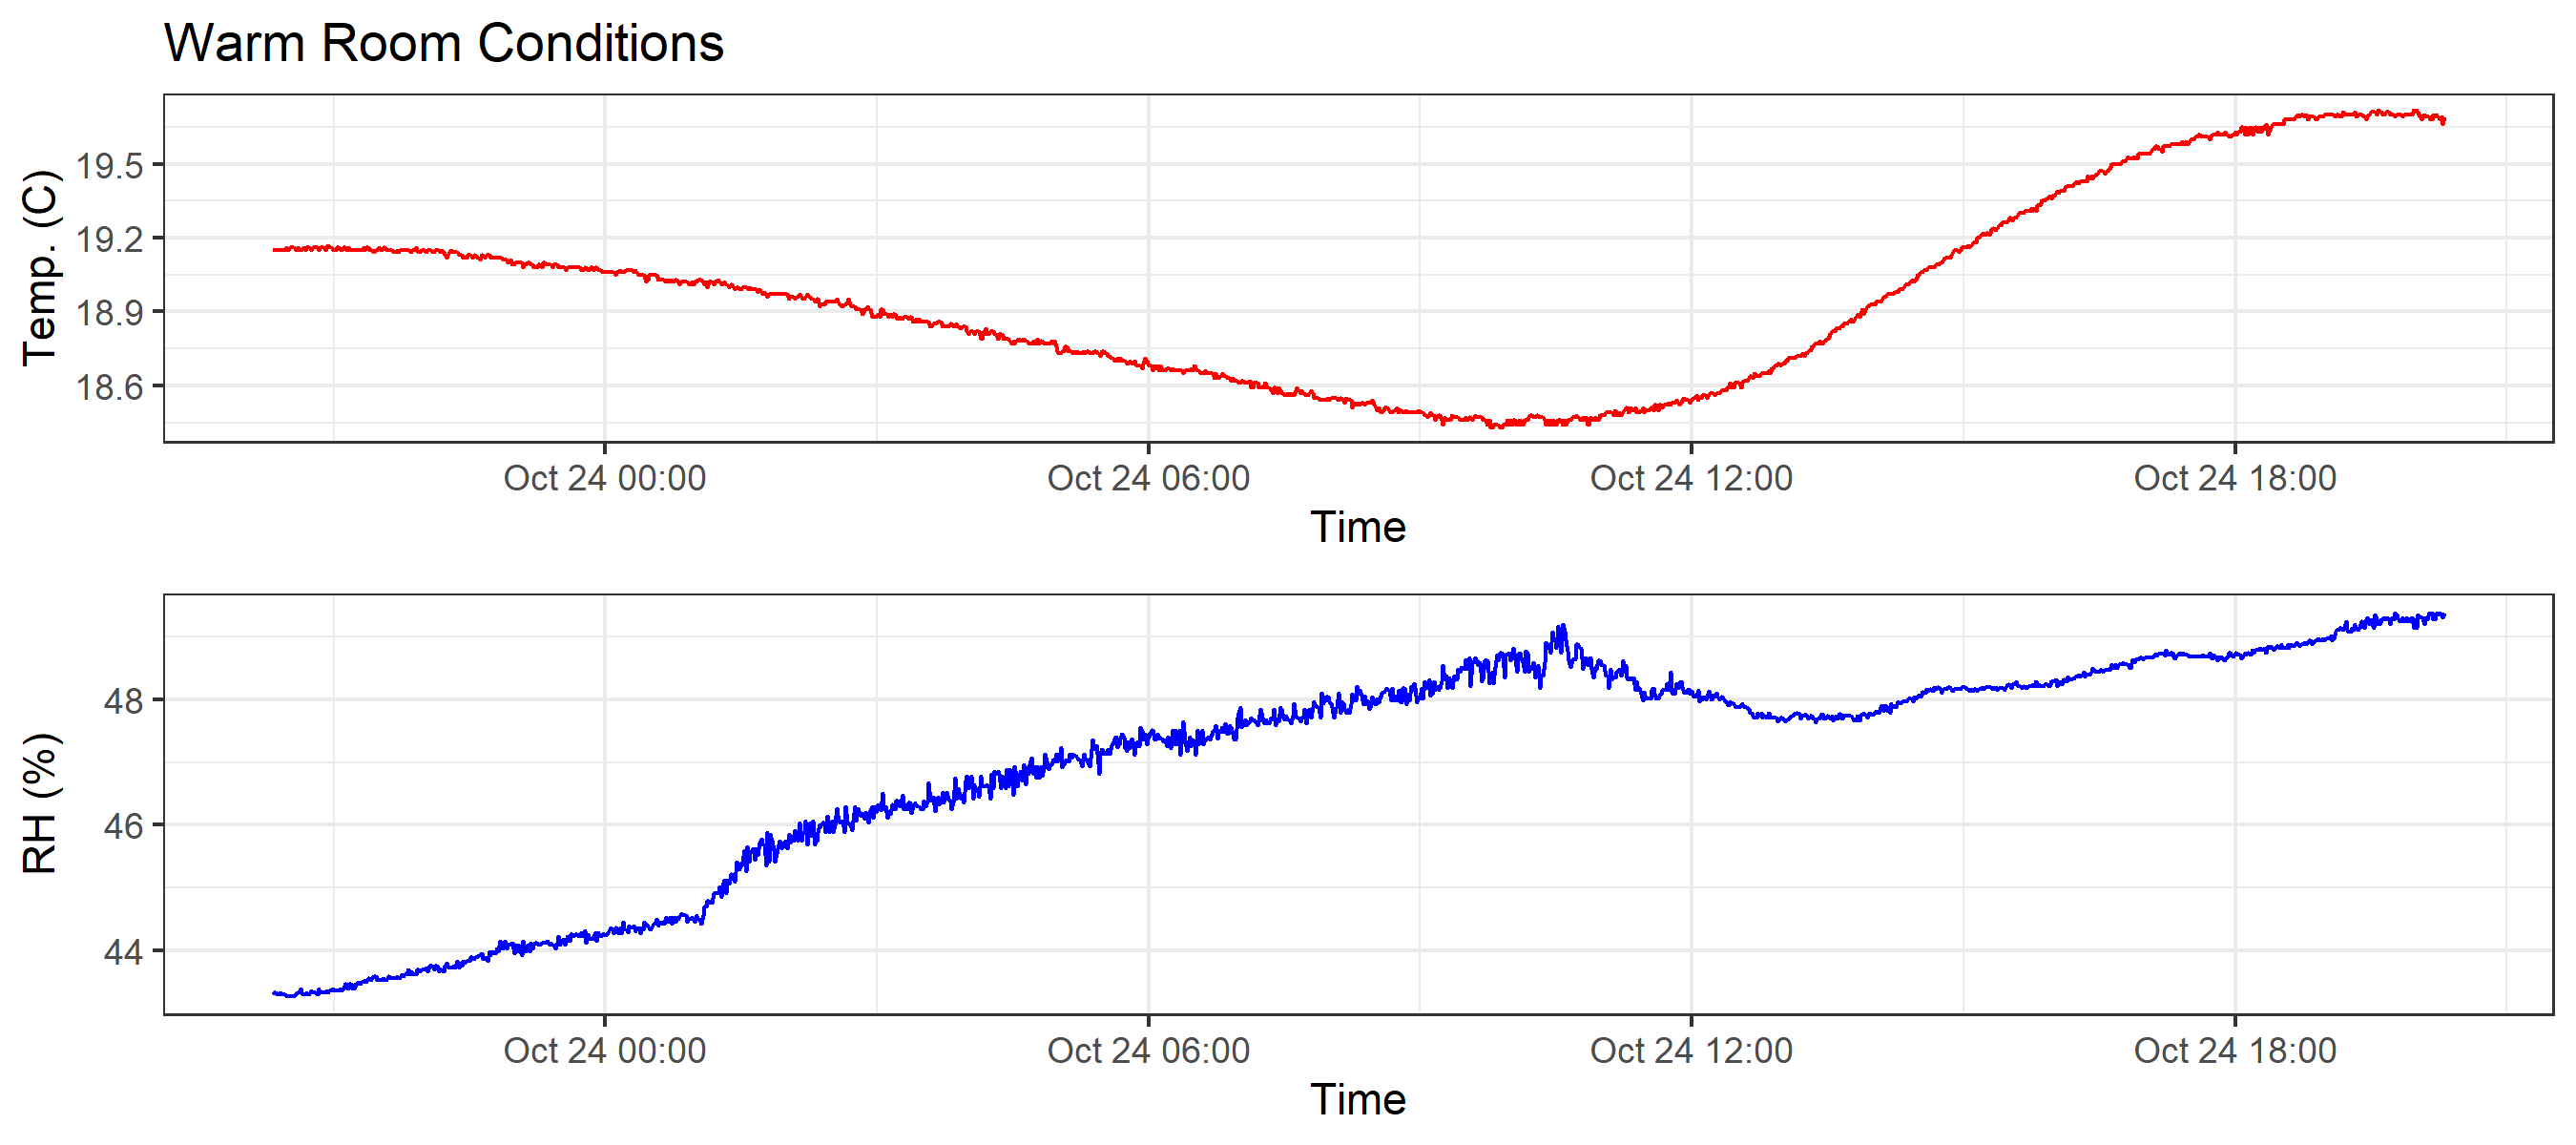 Warm Room Conditions
Temp. (C)
19.5
19.2
18.9
18.6
Oct 24 00:00 Oct 24 06:00 Oct 24 12:00 Oct 24 18:00
Time
RH (%)
48
46
44
Oct 24 00:00 Oct 24 06:00 Oct 24 12:00 Oct 24 18:00
Time